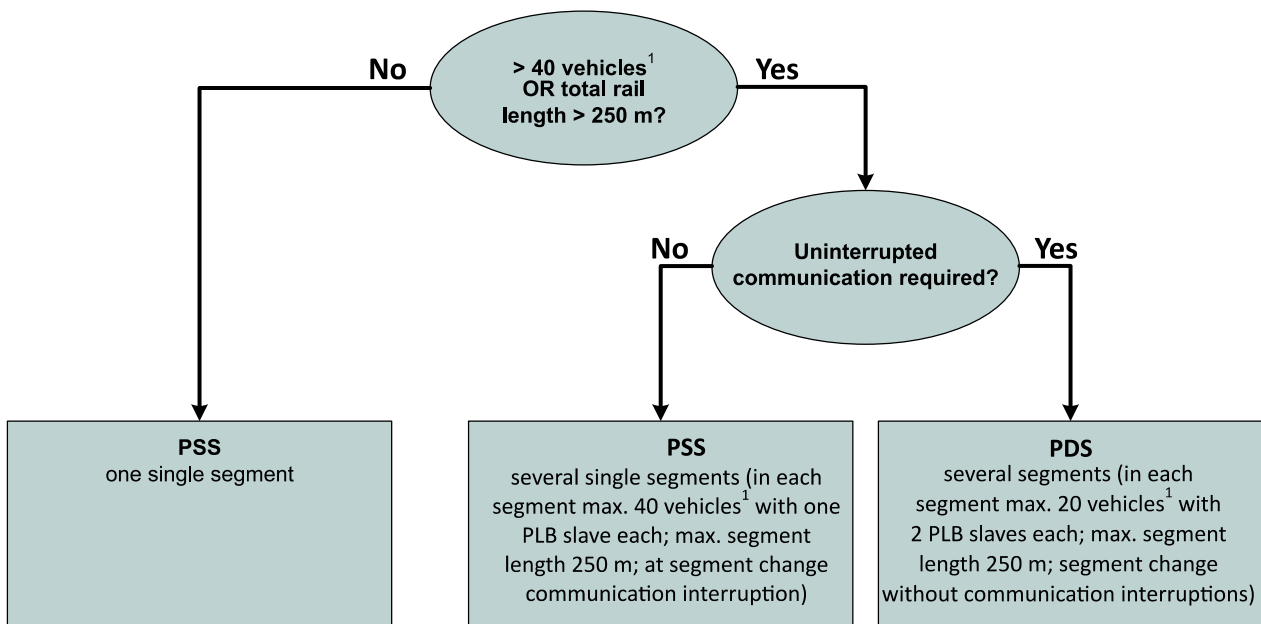 No
> 40 vehicles¹
OR total rail
length > 250 m?
Yes
No
Uninterrupted
communication required?
Yes
PSS
one single segment
PSS
several single segments (in each
segment max. 40 vehicles¹ with one
PLB slave each; max. segment
length 250 m; at segment change
communication interruption)
PDS
several segments (in each
segment max. 20 vehicles¹ with
2 PLB slaves each; max. segment
length 250 m; segment change
without communication interruptions)